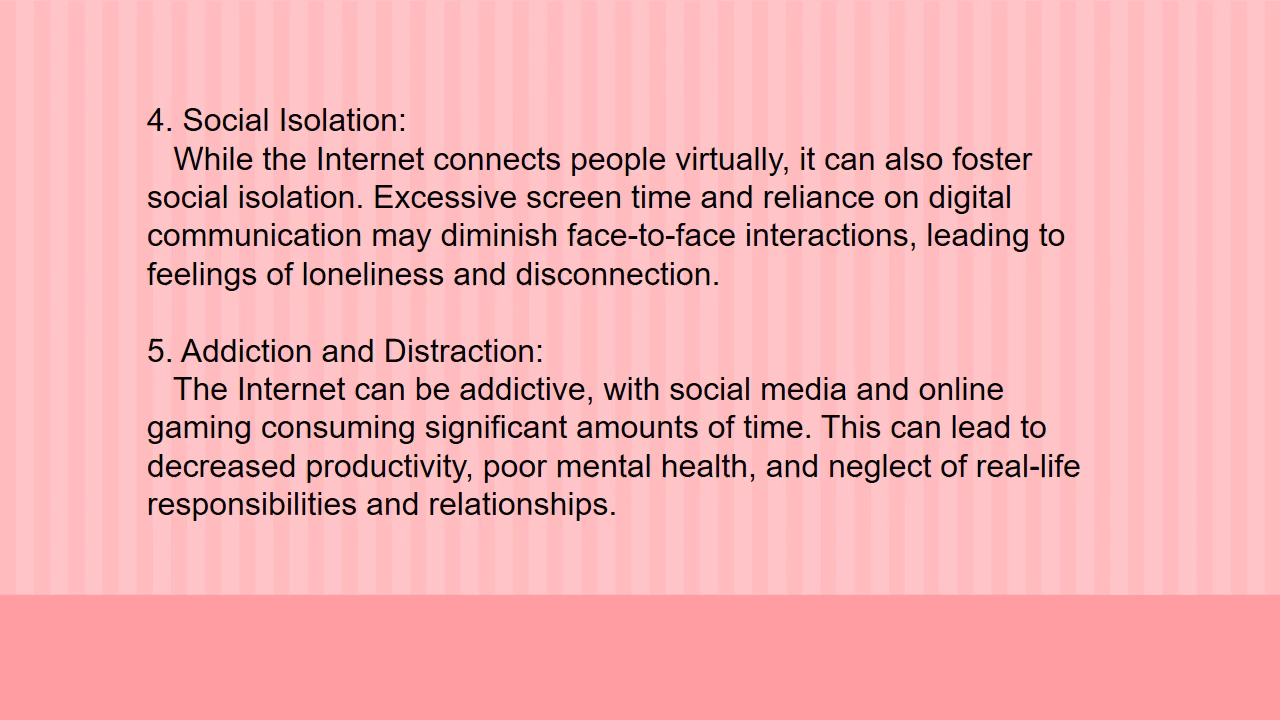 4. Social Isolation:
While the Internet connects people virtually, it can also foster
social isolation. Excessive screen time and reliance on digital
communication may diminish face-to-face interactions, leading to
feelings of loneliness and disconnection.
5. Addiction and Distraction:
The Internet can be addictive, with social media and online
gaming consuming significant amounts of time. This can lead to
decreased productivity, poor mental health, and neglect of real-life
responsibilities and relationships.